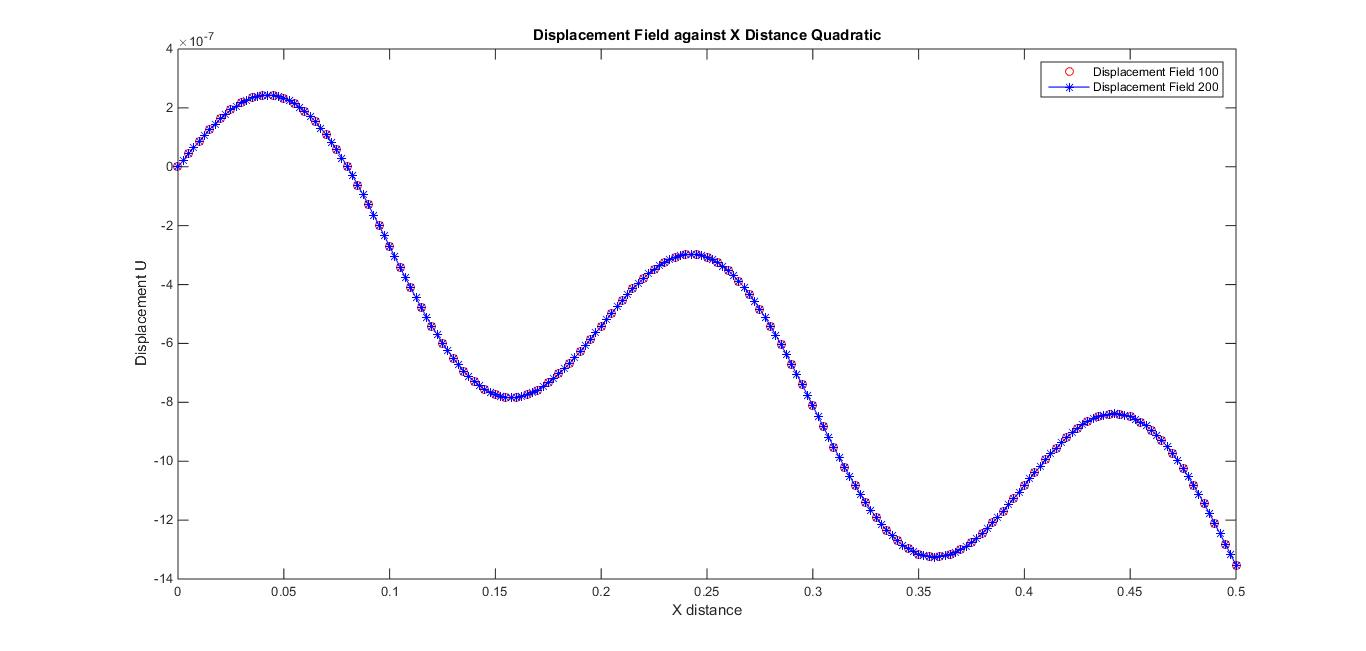 Displacement Field against X Distance Quadratic
×10-7
Displacement Field 100
Displacement Field 200
4
2
0
-2
-4
-6
-8
-10
-12
-14
Displacement U
0 0.05 0.1 0.15 0.2 0.25 0.3 0.35 0.4 0.45 0.5
X distance